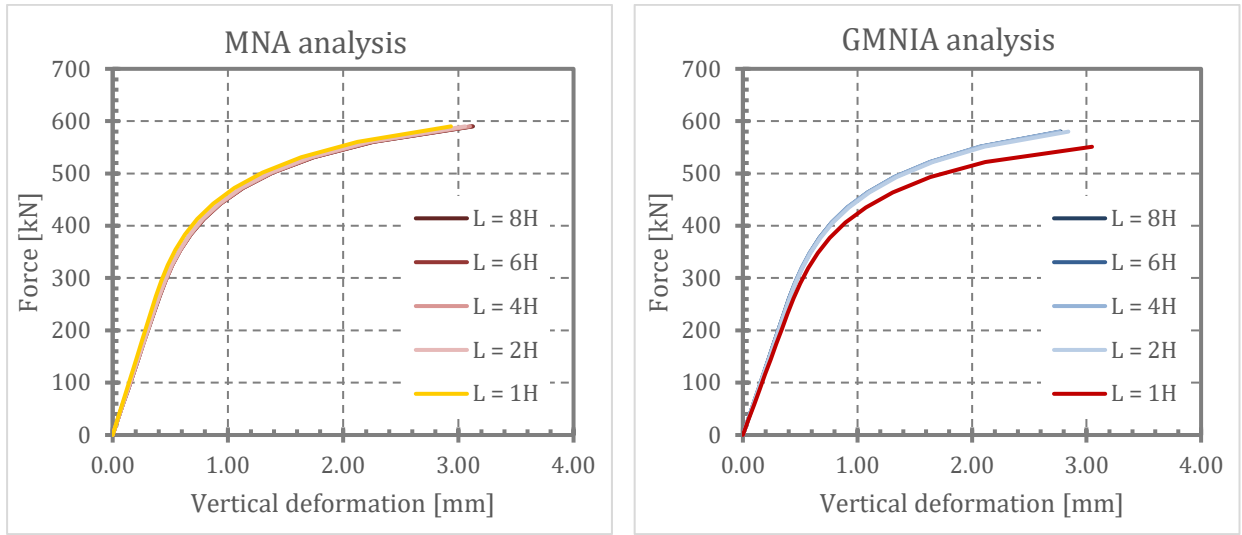 MNA analysis
700
600
500
400
300
200
100
0
Force [kN]
L = 8H
L = 6H
L = 4H
L = 2H
L = 1H
0.00 1.00 2.00 3.00 4.00
Vertical deformation [mm]
GMNIA analysis
700
600
500
400
300
200
100
0
Force [kN]
L = 8H
L = 6H
L = 4H
L = 2H
L = 1H
0.00 1.00 2.00 3.00 4.00
Vertical deformation [mm]